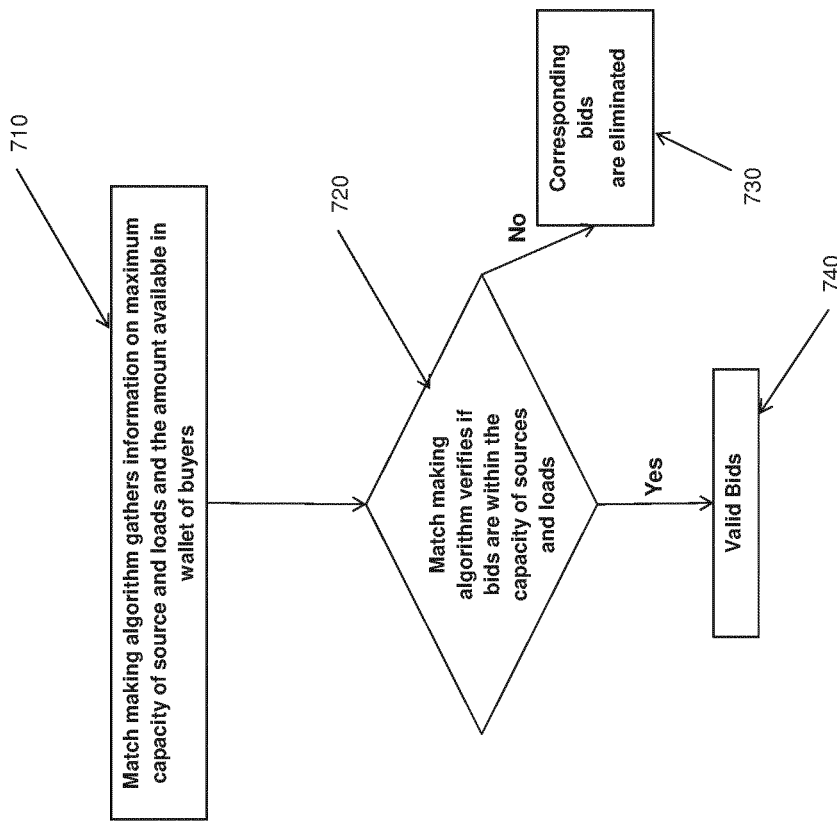 710
Match making algorithm gathers information on maximum
capacity of source and loads and the amount available in
wallet of buyers
720
Match making
algorithm verifies if
bids are within the
capacity of sources
and loads
No
Corresponding
bids
are eliminated
730
Yes
Valid Bids
740